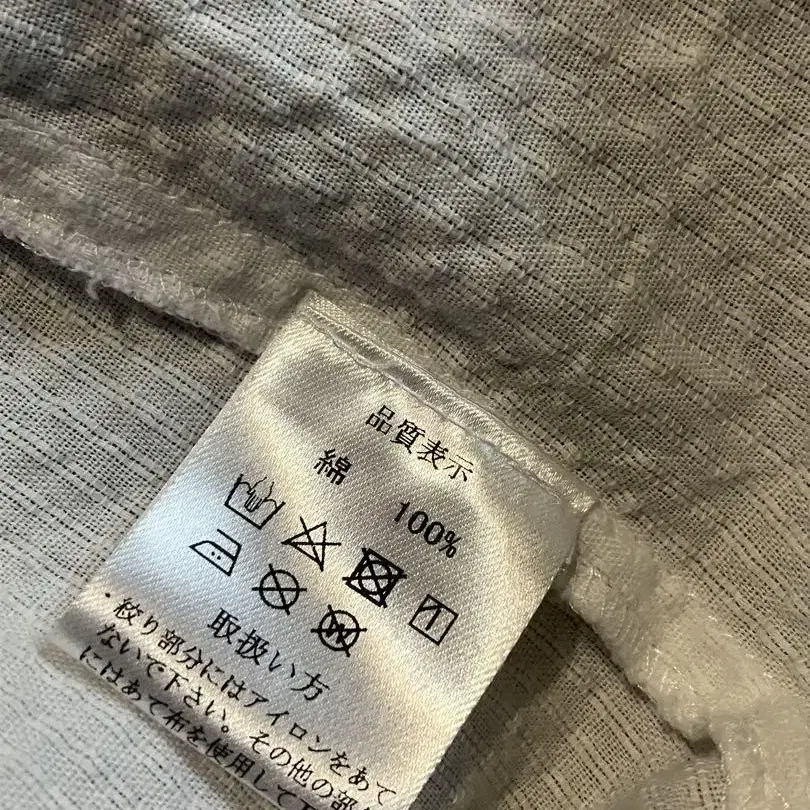 品質表示
綿 100%
取扱い方
・絞り部分にはアイロンをあて
ないで下さい。その他の部
にはあて布を使用して下